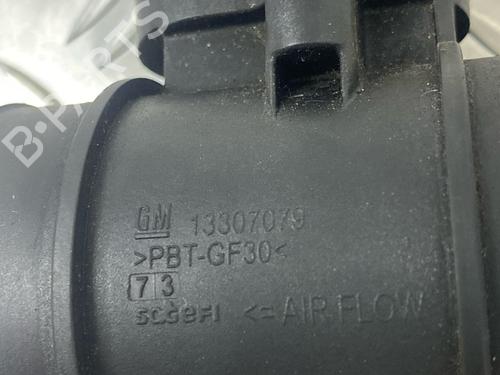 B-PARTS
GM 13307079
>PBT-GF30<
73
<= AIR FLOW